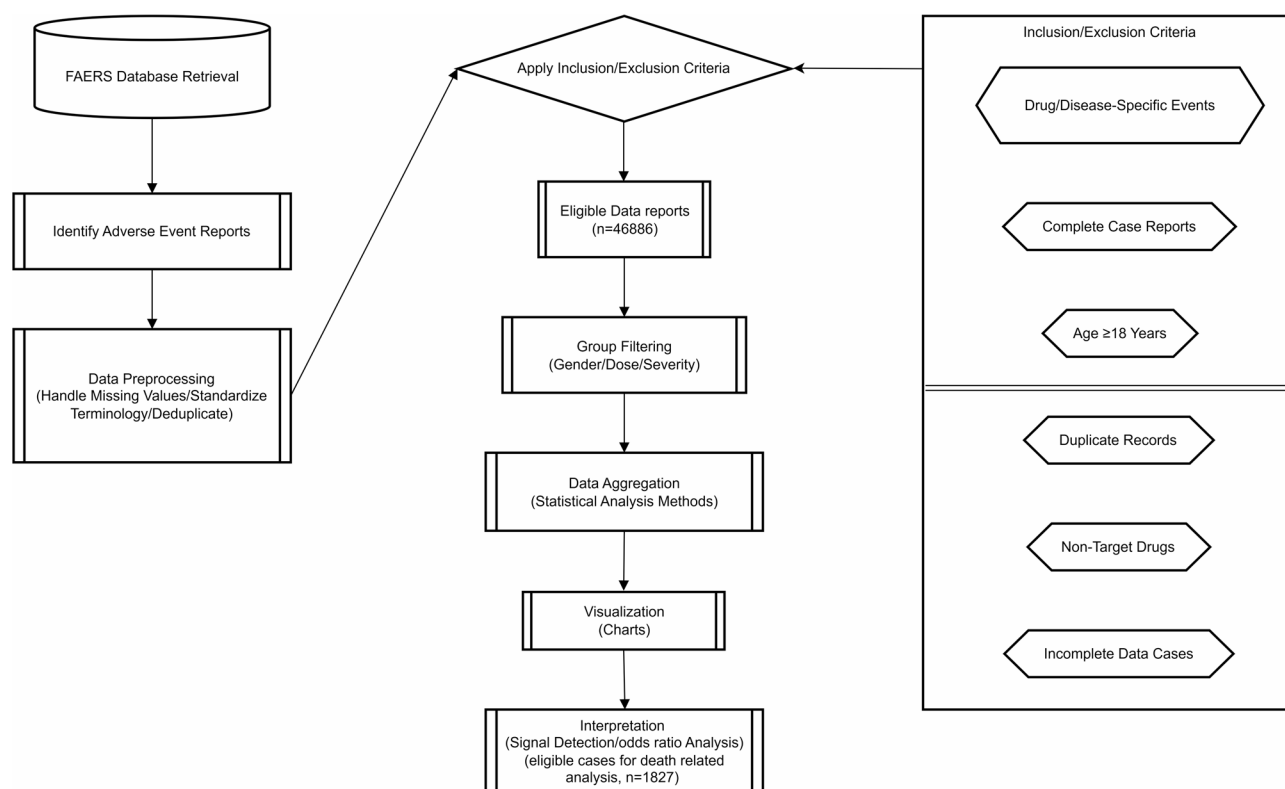 FAERS Database Retrieval
Identify Adverse Event Reports
Data Preprocessing
(Handle Missing Values/Standardize
Terminology/Deduplicate)
Apply Inclusion/Exclusion Criteria
Eligible Data reports
(n=46886)
Group Filtering
(Gender/Dose/Severity)
Data Aggregation
(Statistical Analysis Methods)
Visualization
(Charts)
Interpretation
(Signal Detection/odds ratio Analysis)
(eligible cases for death related
analysis, n=1827)
Inclusion/Exclusion Criteria
Drug/Disease-Specific Events
Complete Case Reports
Age ≥18 Years
Duplicate Records
Non-Target Drugs
Incomplete Data Cases